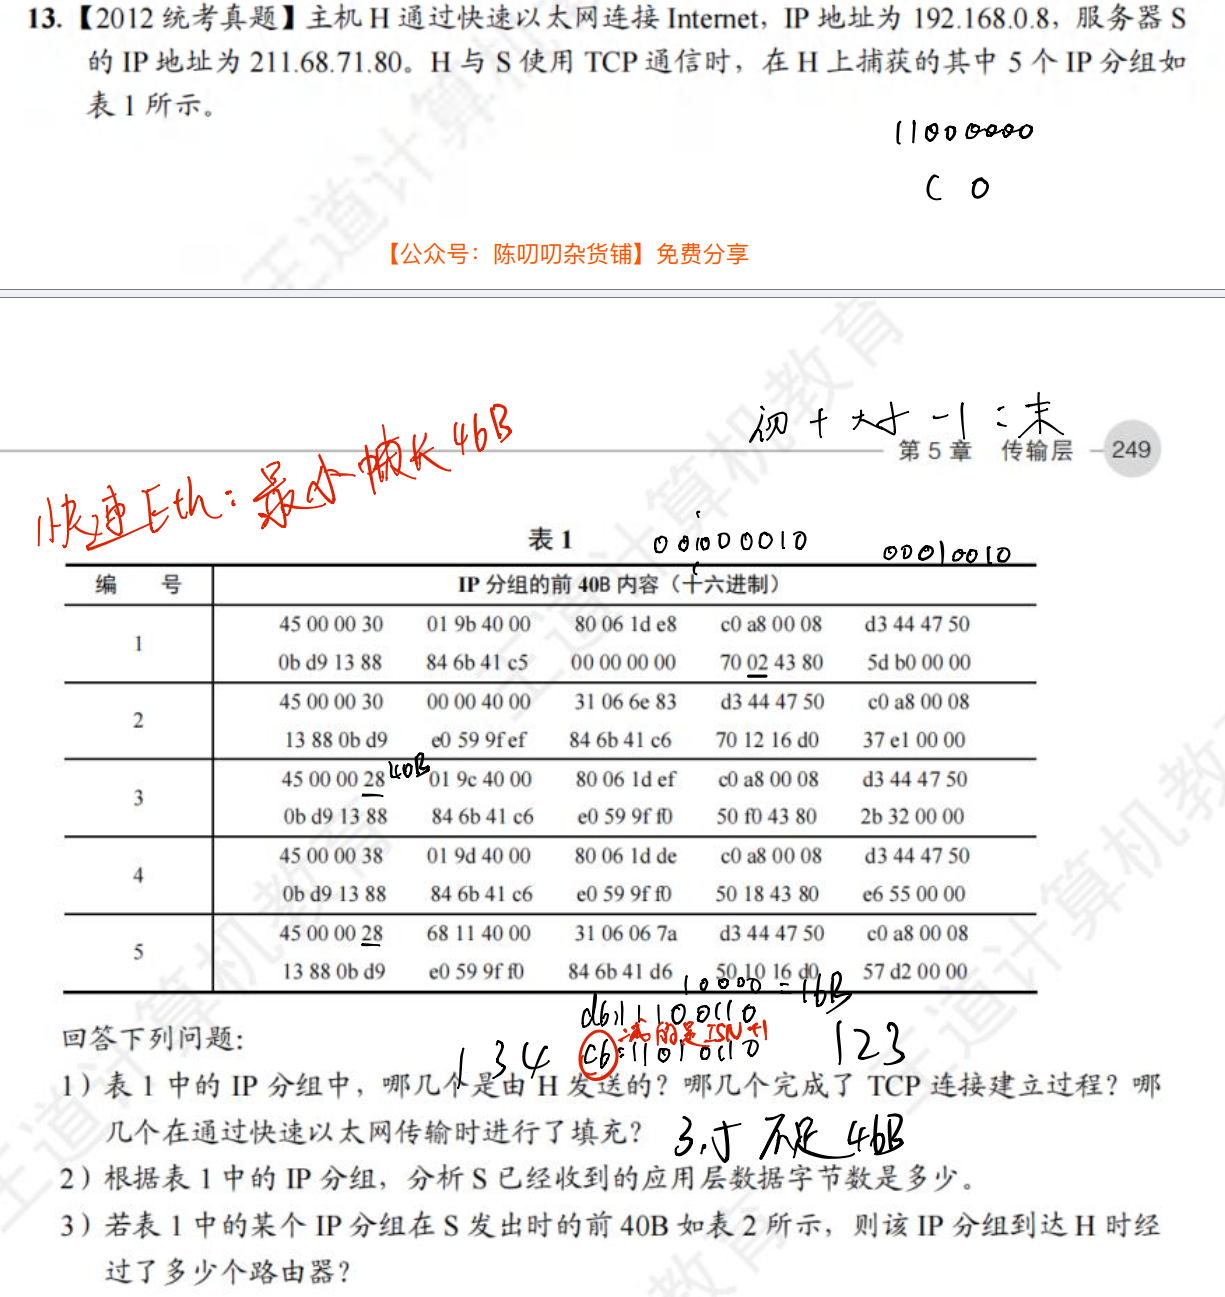 13.【2012 统考真题】主机 H 通过快速以太网连接 Internet，IP 地址为 192.168.0.8，服务器 S
的 IP 地址为 211.68.71.80。H 与 S 使用 TCP 通信时，在 H 上捕获的其中 5 个 IP 分组如
表 1 所示。
11000000
C 0
【公众号：陈叨叨杂货铺】免费分享
初 + 大小 -1 : 末
第 5 章 传输层 249
快速Eth：最小帧长 46B
表 1
00010010
编 号 IP 分组的前 40B 内容（十六进制）
1 45 00 00 30 01 9b 40 00 80 06 1d e8 c0 a8 00 08 d3 44 47 50
0b d9 13 88 84 6b 41 c5 00 00 00 00 70 02 43 80 5d b0 00 00
2 45 00 00 30 00 00 40 00 31 06 6e 83 d3 44 47 50 c0 a8 00 08
13 88 0b d9 e0 59 9f ef 84 6b 41 c6 70 12 16 d0 37 e1 00 00
3 45 00 00 28 40B 01 9c 40 00 80 06 1d ef c0 a8 00 08 d3 44 47 50
0b d9 13 88 84 6b 41 c6 e0 59 9f f0 50 f0 43 80 2b 32 00 00
4 45 00 00 38 01 9d 40 00 80 06 1d de c0 a8 00 08 d3 44 47 50
0b d9 13 88 84 6b 41 c6 e0 59 9f f0 50 18 43 80 e6 55 00 00
5 45 00 00 28 68 11 40 00 31 06 06 7a d3 44 47 50 c0 a8 00 08
13 88 0b d9 e0 59 9f f0 84 6b 41 d6 50 10 16 d0 57 d2 00 00
10000 = 16B
减的是 ISN+1
回答下列问题：
134
c6: 11010110
123
1）表 1 中的 IP 分组中，哪几个是由 H 发送的？哪几个完成了 TCP 连接建立过程？哪
几个在通过快速以太网传输时进行了填充？
3.5 不足 46B
2）根据表 1 中的 IP 分组，分析 S 已经收到的应用层数据字节数是多少。
3）若表 1 中的某个 IP 分组在 S 发出时的前 40B 如表 2 所示，则该 IP 分组到达 H 时经
过了多少个路由器？
王道计算机教育